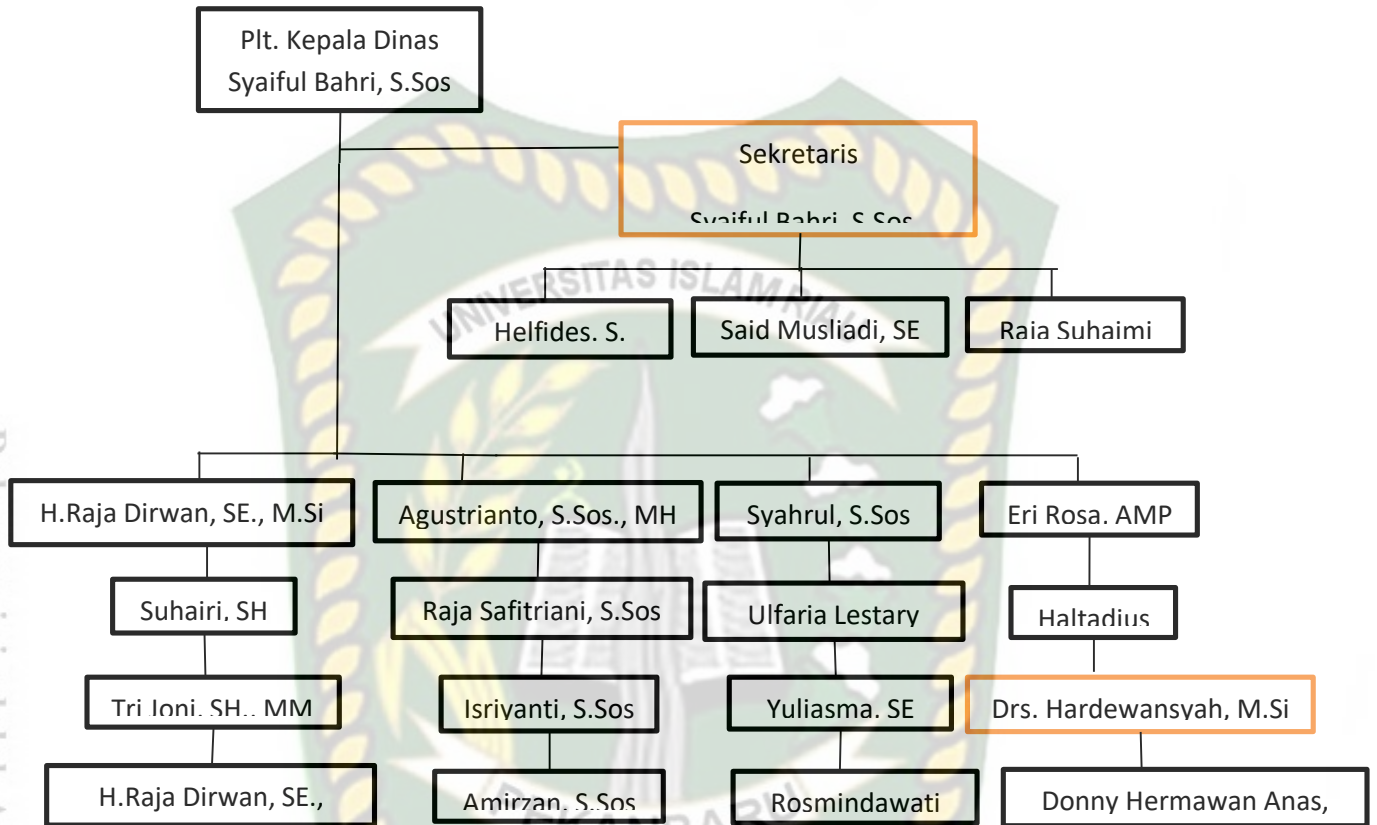 Plt. Kepala Dinas
Syaiful Bahri, S.Sos
Sekretaris
Syaiful Bahri, S.Sos
UNIVERSITAS ISLAM RIAU
Helfides. S.
Said Musliadi, SE
Raja Suhaimi
H.Raja Dirwan, SE., M.Si
Agustrianto, S.Sos., MH
Syahrul, S.Sos
Eri Rosa. AMP
Suhairi, SH
Raja Safitriani, S.Sos
Ulfaria Lestary
Haltadius
Tri Joni, SH., MM
Isriyanti, S.Sos
Yuliasma. SE
Drs. Hardewansyah, M.Si
H.Raja Dirwan, SE.,
Amirzan, S.Sos
Rosmindawati
Donny Hermawan Anas,
PEKANBARU